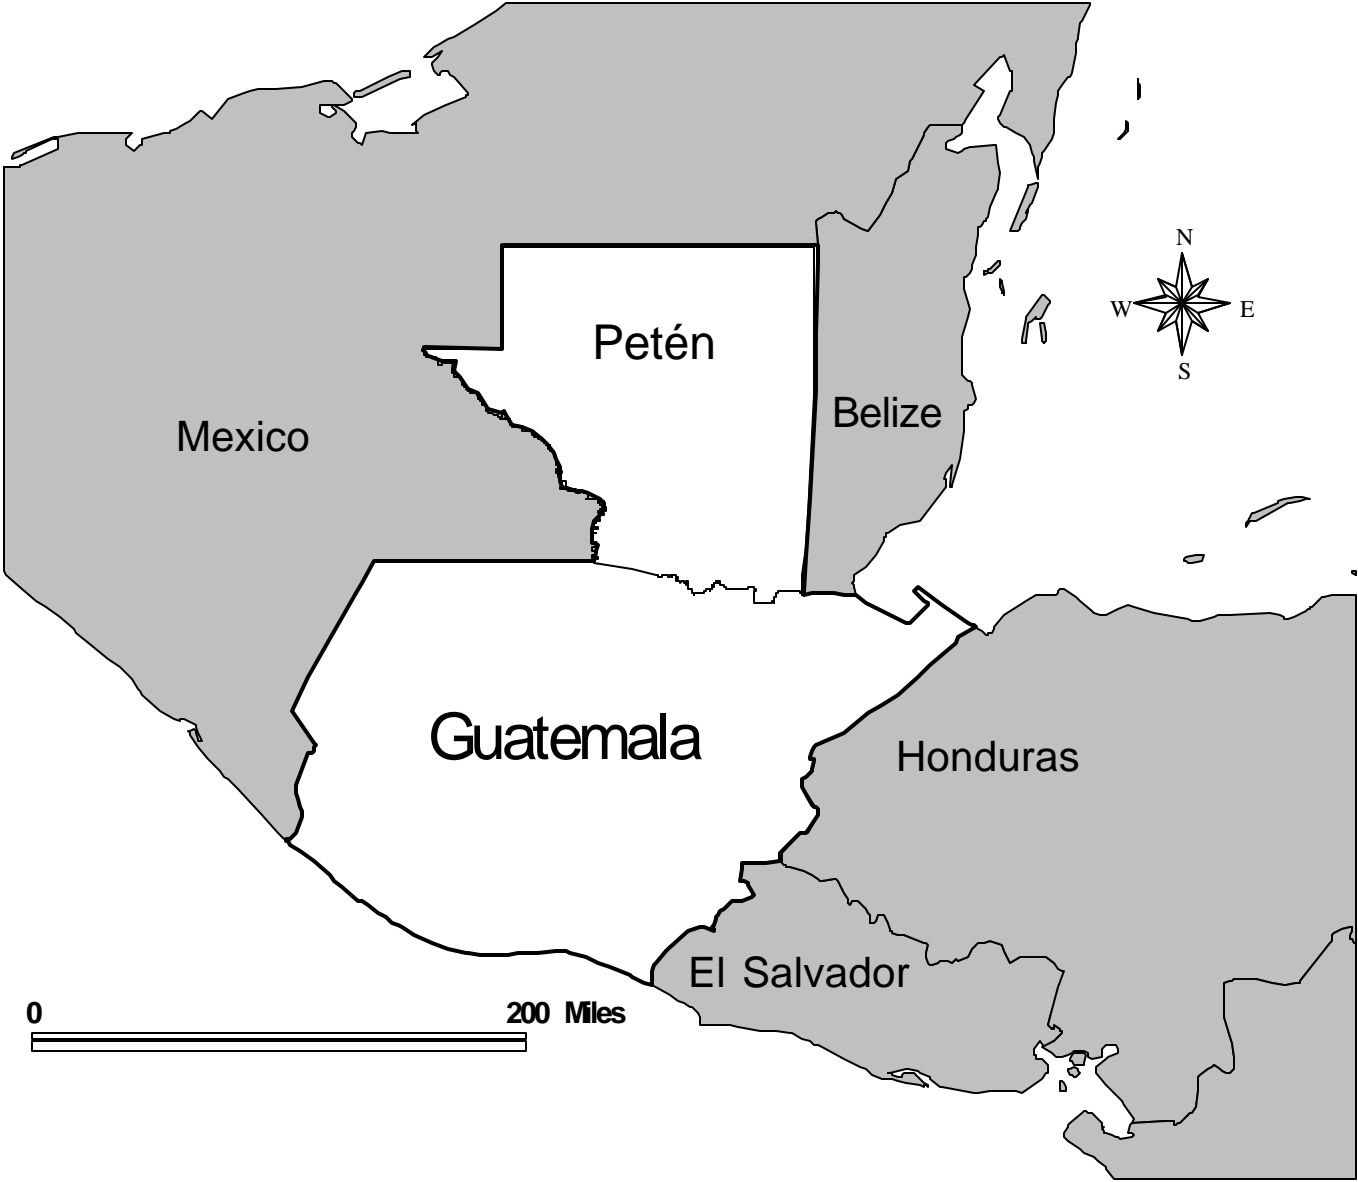 N
W E
S
Petén
Belize
Mexico
Guatemala
Honduras
El Salvador
0 200 Miles